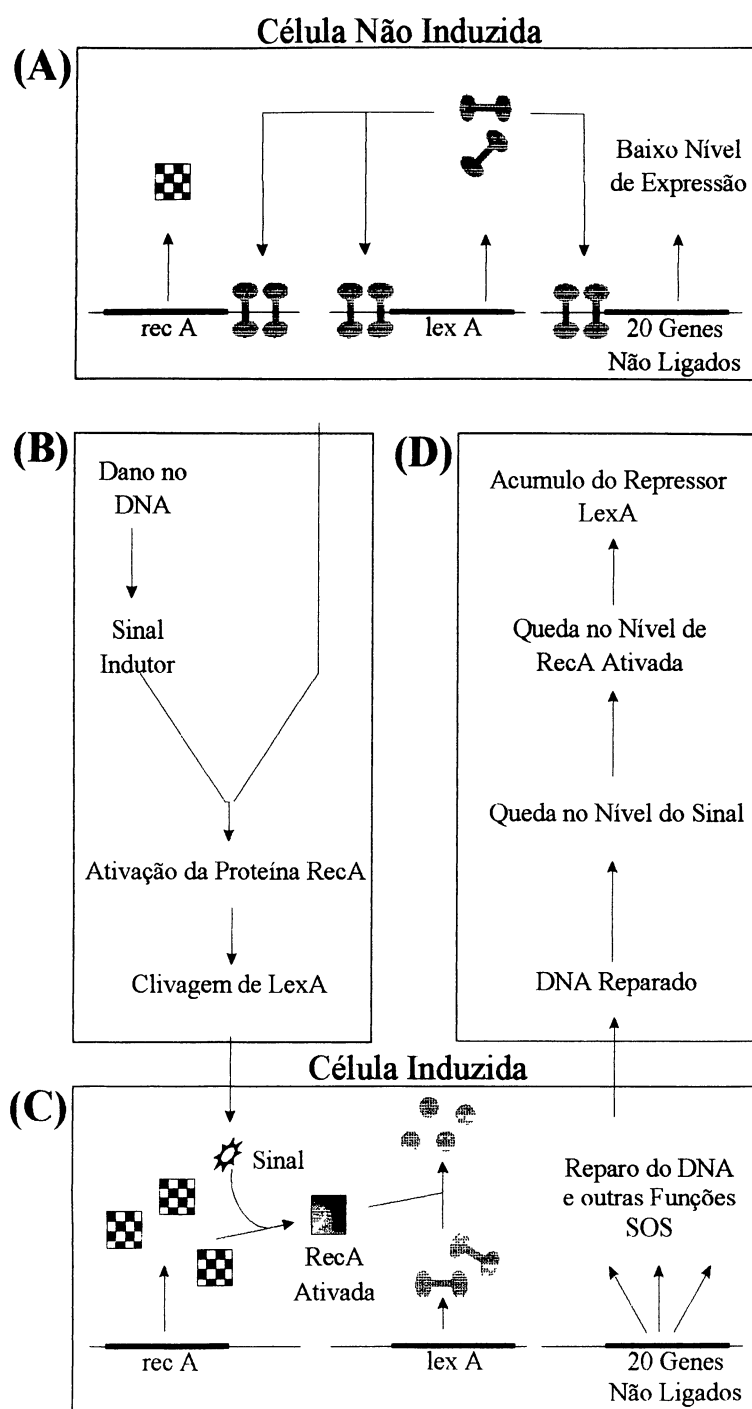 Célula Não Induzida
(A)
Baixo Nível
de Expressão
rec A
lex A
20 Genes
Não Ligados
(B)
Dano no
DNA
Sinal
Indutor
Ativação da Proteína RecA
Clivagem de LexA
(D)
Acumulo do Repressor
LexA
Queda no Nível de
RecA Ativada
Queda no Nível do Sinal
DNA Reparado
Célula Induzida
(C)
Sinal
RecA
Ativada
Reparo do DNA
e outras Funções
SOS
rec A
lex A
20 Genes
Não Ligados